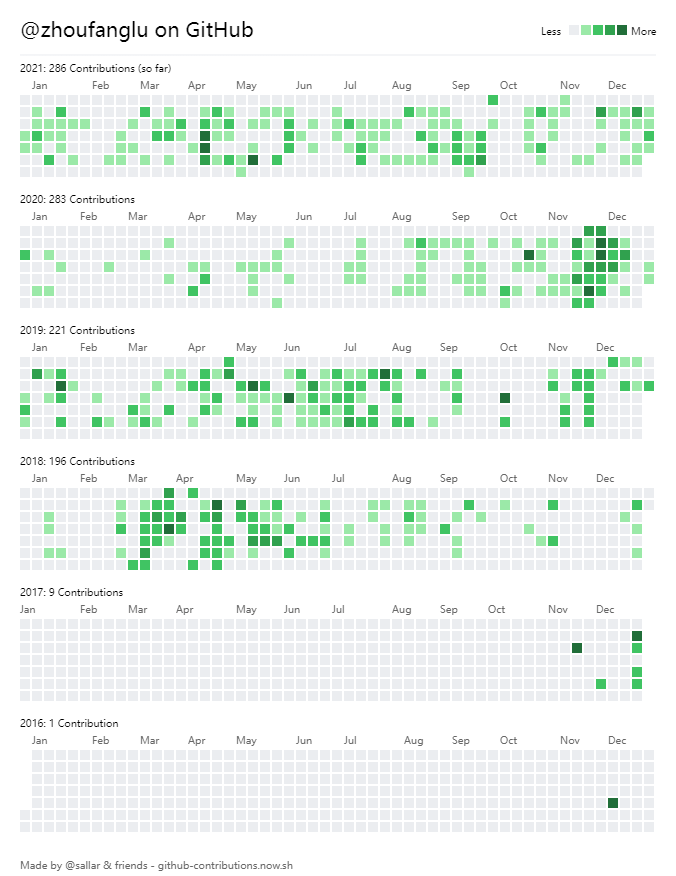 @zhoufanglu on GitHub
Less More
2021: 286 Contributions (so far)
Jan Feb Mar Apr May Jun Jul Aug Sep Oct Nov Dec
2020: 283 Contributions
Jan Feb Mar Apr May Jun Jul Aug Sep Oct Nov Dec
2019: 221 Contributions
Jan Feb Mar Apr May Jun Jul Aug Sep Oct Nov Dec
2018: 196 Contributions
Jan Feb Mar Apr May Jun Jul Aug Sep Oct Nov Dec
2017: 9 Contributions
Jan Feb Mar Apr May Jun Jul Aug Sep Oct Nov Dec
2016: 1 Contribution
Jan Feb Mar Apr May Jun Jul Aug Sep Oct Nov Dec
Made by @sallar & friends - github-contributions.now.sh